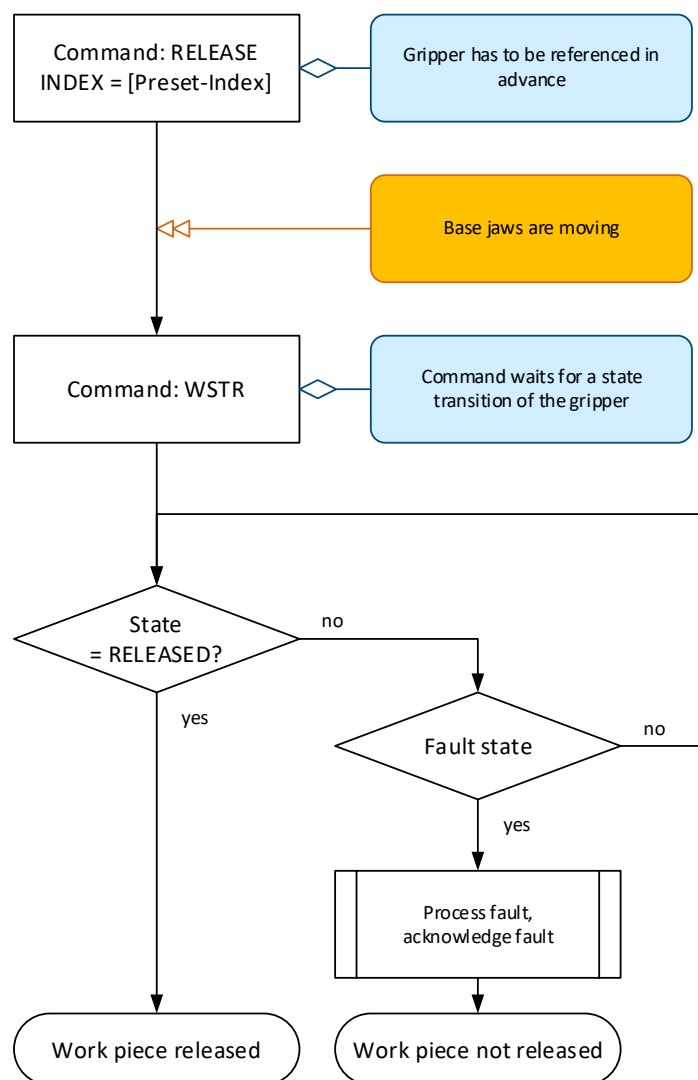 Command: RELEASE
INDEX = [Preset-Index]
Gripper has to be referenced in
advance
Base jaws are moving
Command: WSTR
Command waits for a state
transition of the gripper
State
= RELEASED?
no
yes
Fault state
no
yes
Process fault,
acknowledge fault
Work piece released
Work piece not released